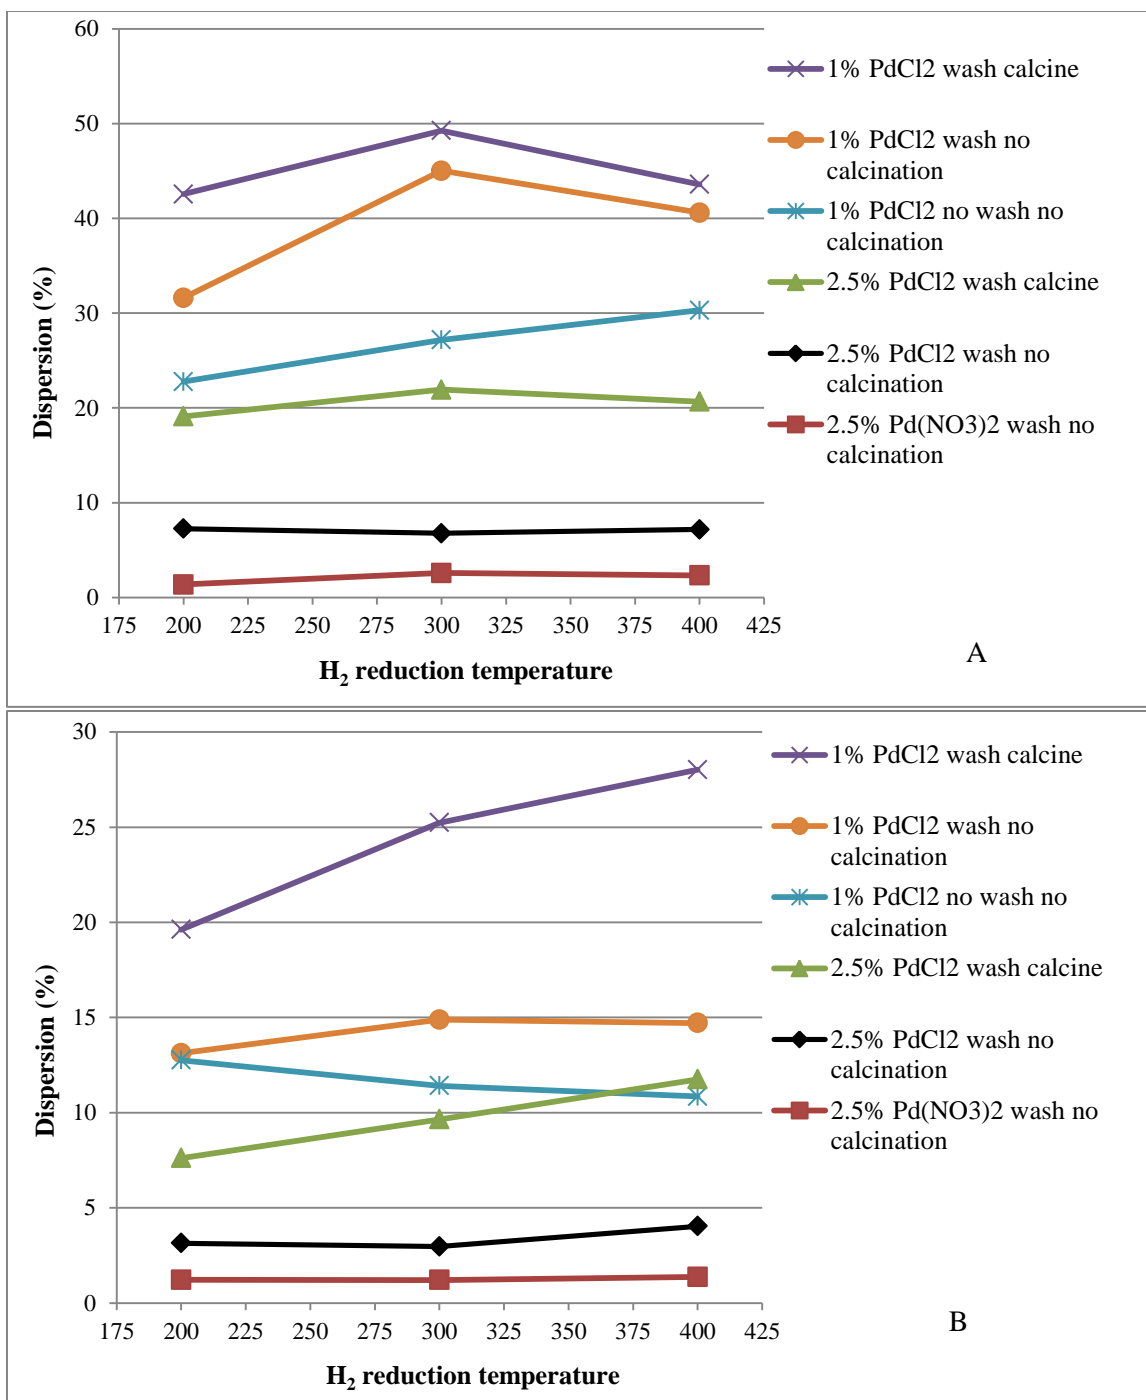 60
50
40
30
20
10
0
Dispersion (%)
175 200 225 250 275 300 325 350 375 400 425
H2 reduction temperature
1% PdCl2 wash calcine
1% PdCl2 wash no
calcination
1% PdCl2 no wash no
calcination
2.5% PdCl2 wash calcine
2.5% PdCl2 wash no
calcination
2.5% Pd(NO3)2 wash no
calcination
A
30
25
20
15
10
5
0
Dispersion (%)
175 200 225 250 275 300 325 350 375 400 425
H2 reduction temperature
1% PdCl2 wash calcine
1% PdCl2 wash no
calcination
1% PdCl2 no wash no
calcination
2.5% PdCl2 wash calcine
2.5% PdCl2 wash no
calcination
2.5% Pd(NO3)2 wash no
calcination
B